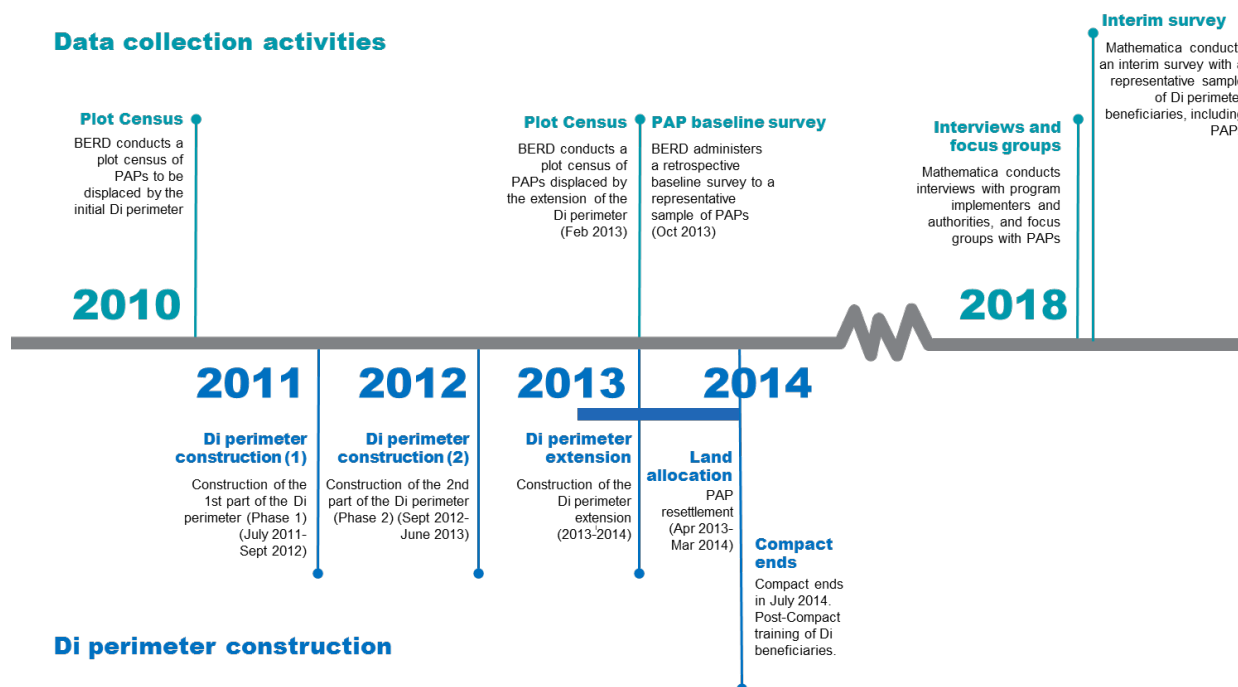 Data collection activities
Plot Census
BERD conducts a
plot census of
PAPs to be
displaced by the
initial Di perimeter
Plot Census
BERD conducts a
plot census of
PAPs displaced by
the extension of the
Di perimeter
(Feb 2013)
PAP baseline survey
BERD administers
a retrospective
baseline survey to a
representative
sample of PAPs
(Oct 2013)
Interviews and
focus groups
Mathematica conducts
interviews with program
implementers and
authorities, and focus
groups with PAPs
Interim survey
Mathematica conduct
an interim survey with a
representative sample
of Di perimete
beneficiaries, including
PAP
2010
2018
2011
2012
2013
2014
Di perimeter
construction (1)
Construction of the
1st part of the Di
perimeter (Phase 1)
(July 2011-
Sept 2012)
Di perimeter
construction (2)
Construction of the 2nd
part of the Di perimeter
(Phase 2) (Sept 2012-
June 2013)
Di perimeter
extension
Construction of the
Di perimeter
extension
(2013-2014)
Land
allocation
PAP
resettlement
(Apr 2013-
Mar 2014)
Compact
ends
Compact ends
in July 2014.
Post-Compact
training of Di
beneficiaries.
Di perimeter construction